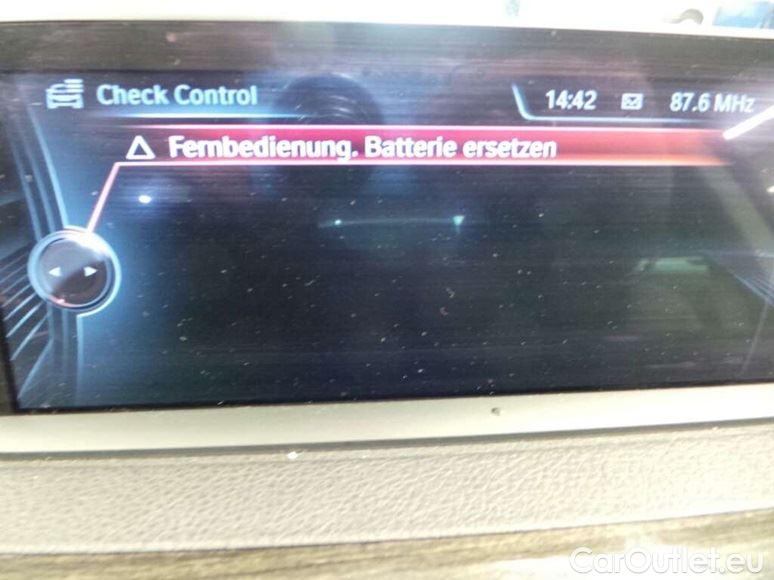 Check Control
14:42
87.6 MHz
Fernbedienung. Batterie ersetzen
CarOutlet.eu